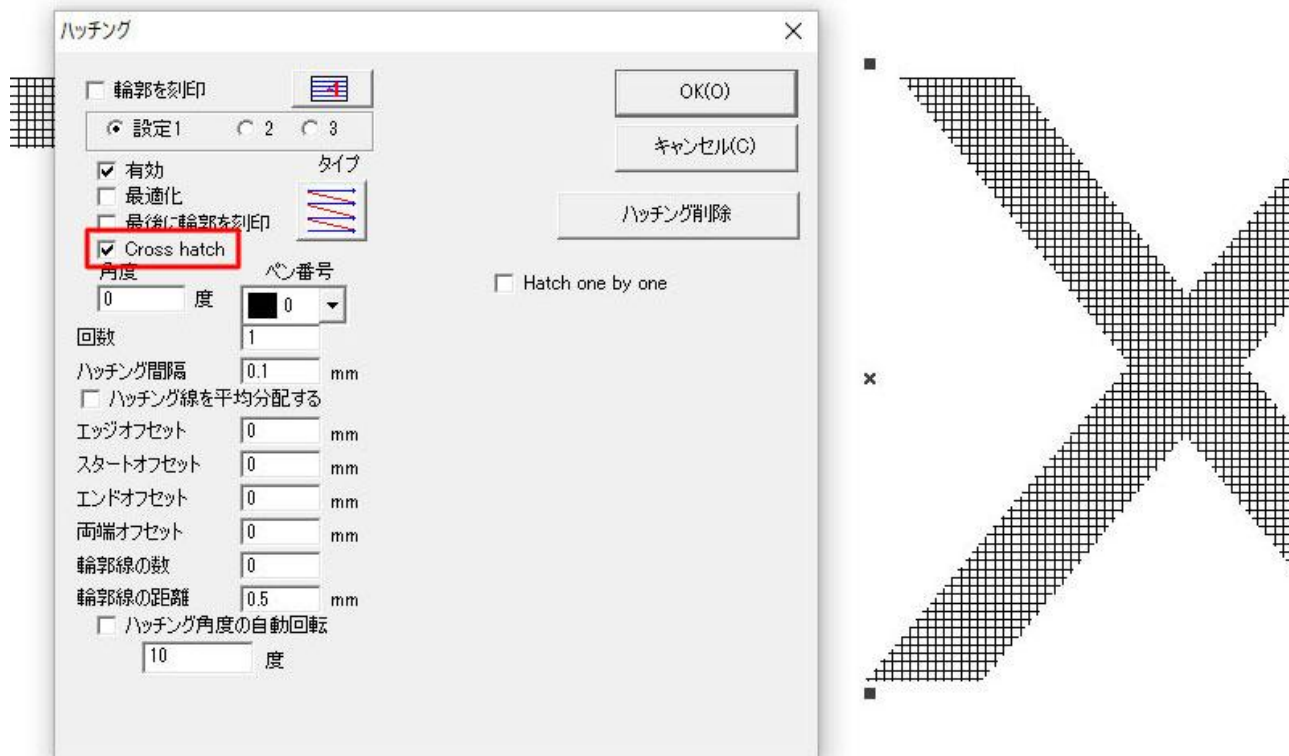 ハッチング
輪郭を刻印
OK(O)
設定1 2 3
キャンセル(C)
有効 タイプ
最適化
最後に輪郭を刻印
ハッチング削除
Cross hatch
角度 ペン番号
Hatch one by one
0 度 0
回数 1
ハッチング間隔 0.1 mm
ハッチング線を平均分配する
エッジオフセット 0 mm
スタートオフセット 0 mm
エンドオフセット 0 mm
両端オフセット 0 mm
輪郭線の数 0
輪郭線の距離 0.5 mm
ハッチング角度の自動回転
10 度